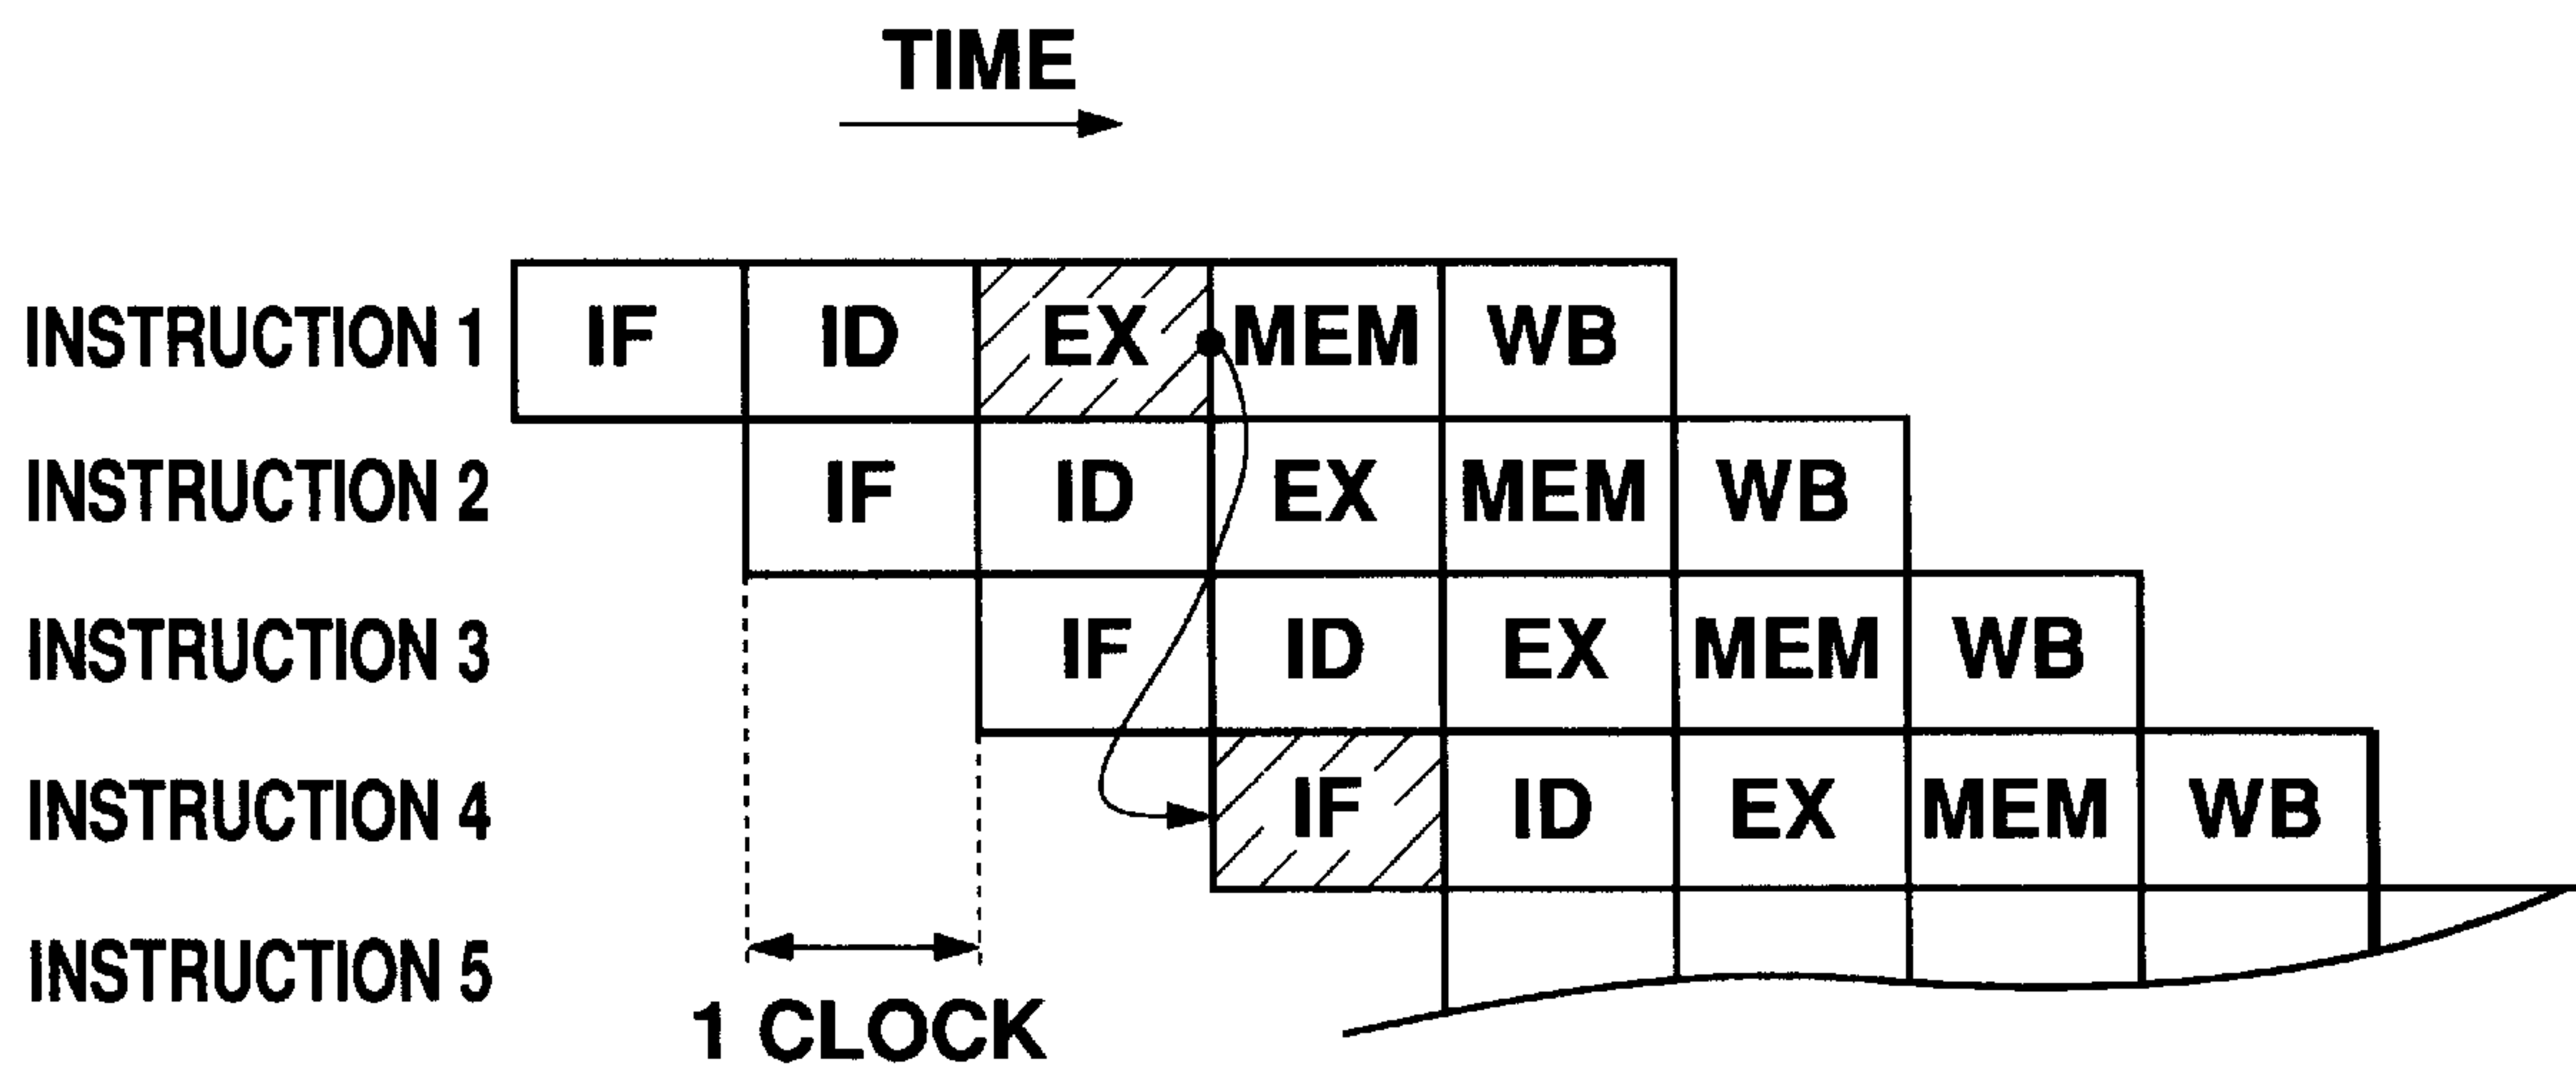 TIME
INSTRUCTION 1 IF ID EX MEM WB
INSTRUCTION 2 IF ID EX MEM WB
INSTRUCTION 3 IF ID EX MEM WB
INSTRUCTION 4 IF ID EX MEM WB
INSTRUCTION 5
1 CLOCK